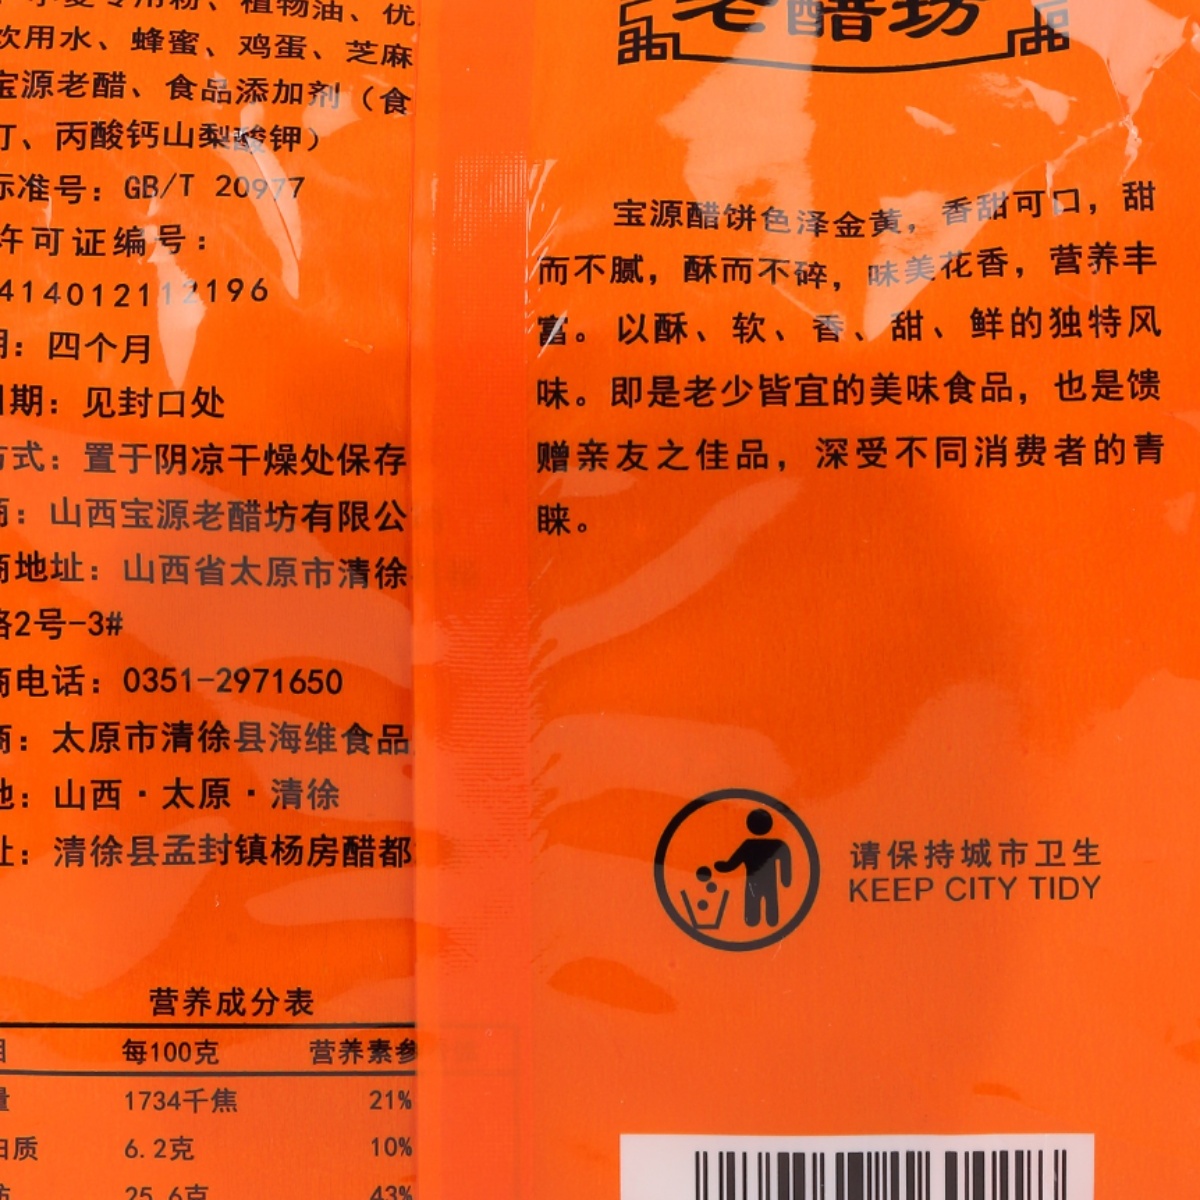 小麦专用粉、植物油、优
饮用水、蜂蜜、鸡蛋、芝麻
宝源老醋、食品添加剂（食
丁、丙酸钙山梨酸钾）
标准号：GB/T 20977
许可证编号：
414012112196
期：四个月
日期：见封口处
方式：置于阴凉干燥处保存
商：山西宝源老醋坊有限公
商地址：山西省太原市清徐
路2号-3#
商电话：0351-2971650
商：太原市清徐县海维食品
地：山西·太原·清徐
址：清徐县孟封镇杨房醋都
营养成分表
目 每100克 营养素参
量 1734千焦 21%
白质 6.2克 10%
肪 25.6克 43%
老醋坊
宝源醋饼色泽金黄，香甜可口，甜
而不腻，酥而不碎，味美花香，营养丰
富。以酥、软、香、甜、鲜的独特风
味。即是老少皆宜的美味食品，也是馈
赠亲友之佳品，深受不同消费者的青
睐。
请保持城市卫生
KEEP CITY TIDY